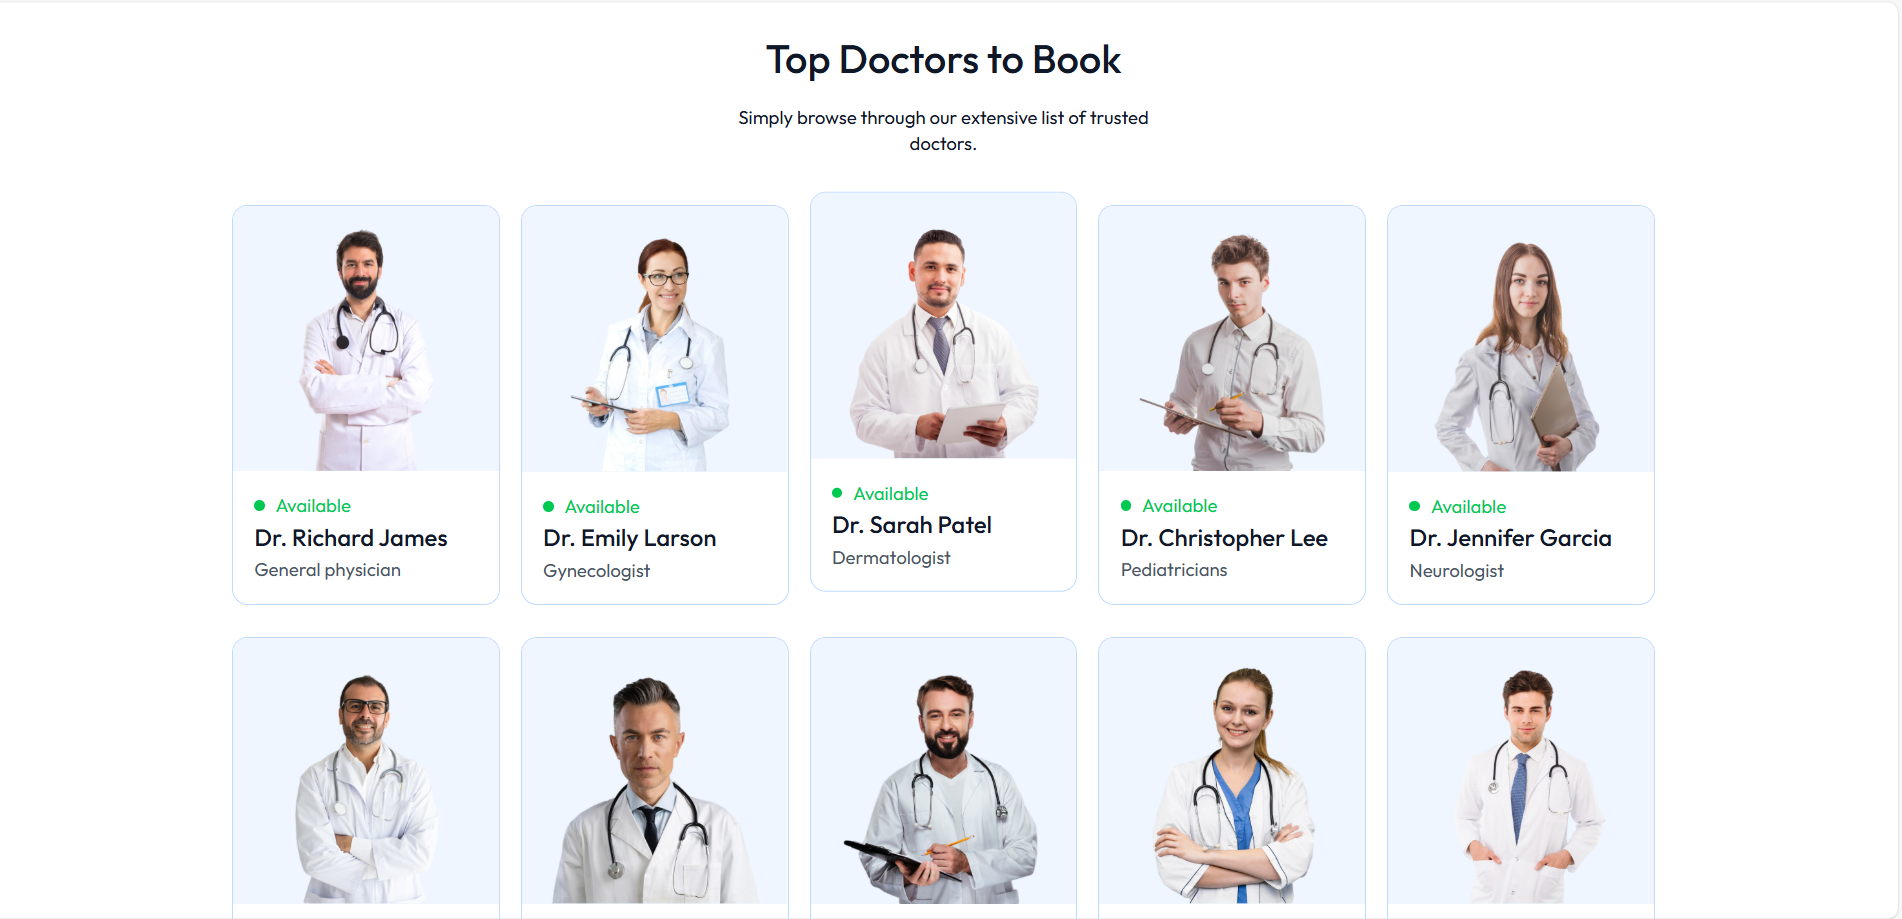 Top Doctors to Book
Simply browse through our extensive list of trusted
doctors.
Available
Dr. Richard James
General physician
Available
Dr. Emily Larson
Gynecologist
Available
Dr. Sarah Patel
Dermatologist
Available
Dr. Christopher Lee
Pediatricians
Available
Dr. Jennifer Garcia
Neurologist